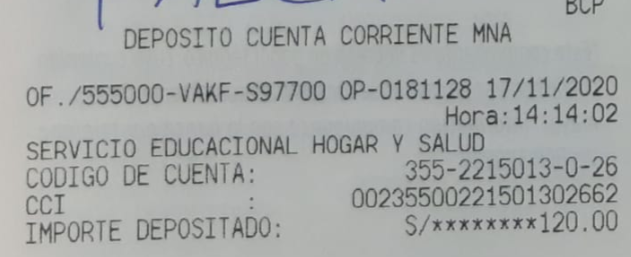 BCP
DEPOSITO CUENTA CORRIENTE MNA
OF./555000-VAKF-S97700 OP-0181128 17/11/2020
Hora:14:14:02
SERVICIO EDUCACIONAL HOGAR Y SALUD
CODIGO DE CUENTA: 355-2215013-0-26
CCI : 00235500221501302662
IMPORTE DEPOSITADO: S/********120.00